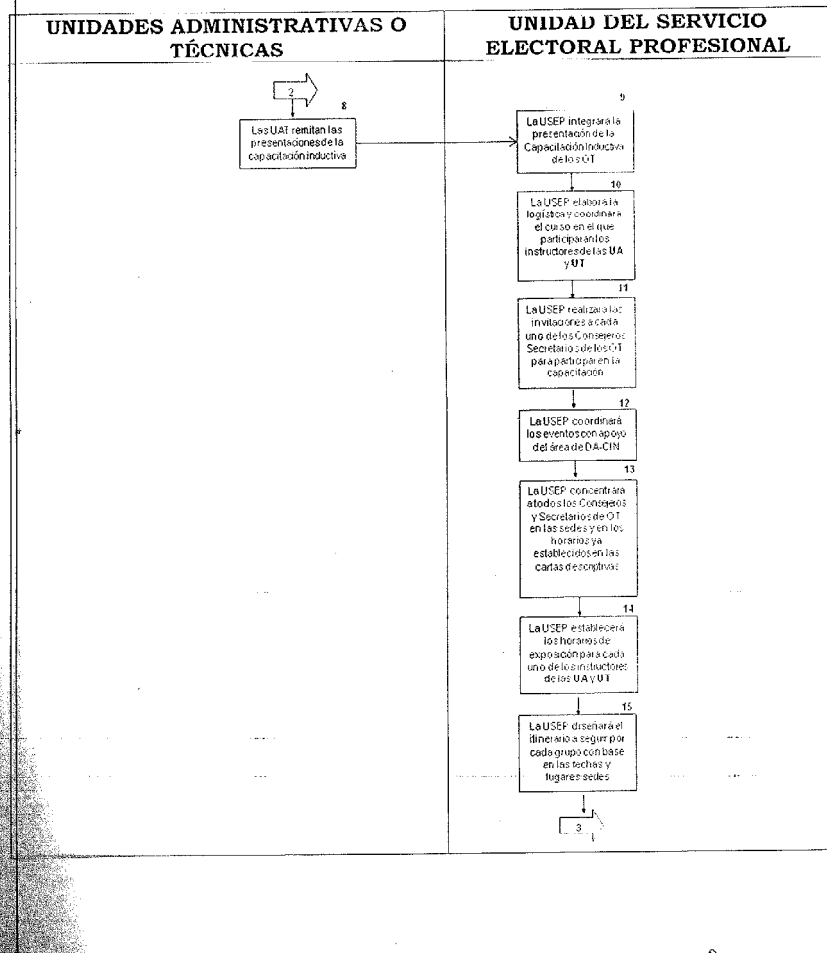 UNIDADES ADMINISTRATIVAS O
TÉCNICAS
UNIDAD DEL SERVICIO
ELECTORAL PROFESIONAL
2
8
Las UAT remitan las
presentaciones de la
capacitación inductiva
9
La USEP integrará la
presentación de la
Capacitación Inductiva
de los OT
10
La USEP elabora la
logística y coordinará
el curso en el que
participarán los
instructores de las UA
y UT
11
La USEP realizara las
invitaciones a cada
uno de los Consejeros
Secretarios de los OT
para participar en la
capacitación
12
La USEP coordinará
los eventos con apoyo
del área de DA-CIN
13
La USEP concentrara
a todos los Consejeros
y Secretarios de OT
en las sedes y en los
horarios ya
establecidos en las
cartas descriptivas
14
La USEP establecerá
los horarios de
exposición para cada
uno de los instructores
de las UA y UT
15
La USEP diseñará el
itinerario a seguir por
cada grupo con base
en las fechas y
lugares sedes
3